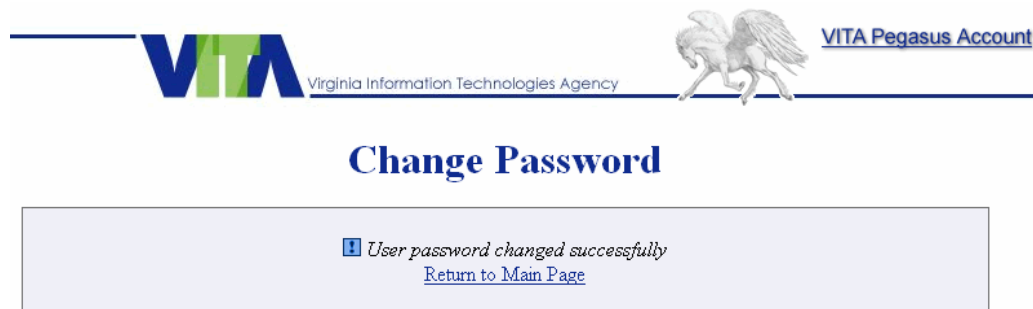 VITA
Virginia Information Technologies Agency
VITA Pegasus Account
Change Password
User password changed successfully
Return to Main Page